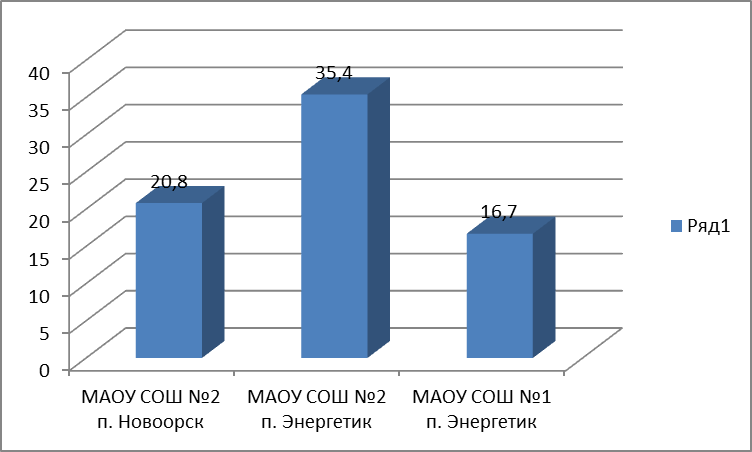 40
35
30
25
20
15
10
5
0
20,8
35,4
16,7
МАОУ СОШ №2
п. Новоорск
МАОУ СОШ №2
п. Энергетик
МАОУ СОШ №1
п. Энергетик
Ряд1